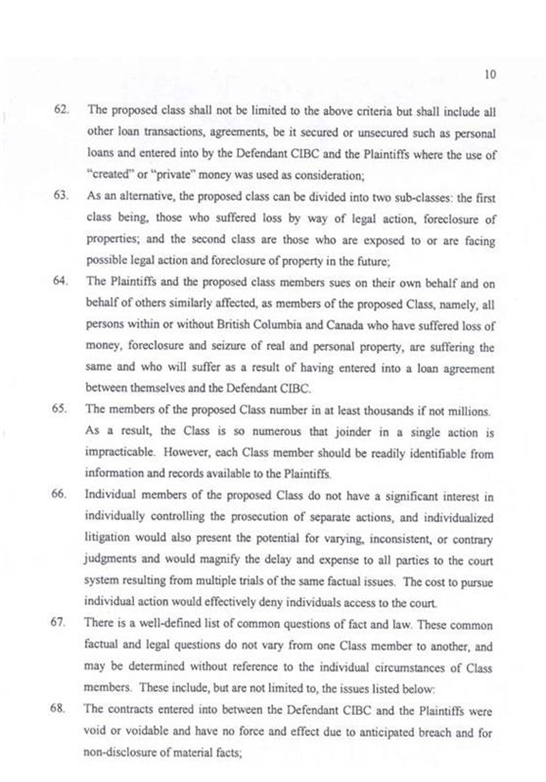 10
62. The proposed class shall not be limited to the above criteria but shall include all
other loan transactions, agreements, be it secured or unsecured such as personal
loans and entered into by the Defendant CIBC and the Plaintiffs where the use of
“created” or “private” money was used as consideration;
63. As an alternative, the proposed class can be divided into two sub-classes: the first
class being, those who suffered loss by way of legal action, foreclosure of
properties; and the second class are those who are exposed to or are facing
possible legal action and foreclosure of property in the future;
64. The Plaintiffs and the proposed class members sues on their own behalf and on
behalf of others similarly affected, as members of the proposed Class, namely, all
persons within or without British Columbia and Canada who have suffered loss of
money, foreclosure and seizure of real and personal property, are suffering the
same and who will suffer as a result of having entered into a loan agreement
between themselves and the Defendant CIBC.
65. The members of the proposed Class number in at least thousands if not millions.
As a result, the Class is so numerous that joinder in a single action is
impracticable. However, each Class member should be readily identifiable from
information and records available to the Plaintiffs.
66. Individual members of the proposed Class do not have a significant interest in
individually controlling the prosecution of separate actions, and individualized
litigation would also present the potential for varying, inconsistent, or contrary
judgments and would magnify the delay and expense to all parties to the court
system resulting from multiple trials of the same factual issues. The cost to pursue
individual action would effectively deny individuals access to the court.
67. There is a well-defined list of common questions of fact and law. These common
factual and legal questions do not vary from one Class member to another, and
may be determined without reference to the individual circumstances of Class
members. These include, but are not limited to, the issues listed below:
68. The contracts entered into between the Defendant CIBC and the Plaintiffs were
void or voidable and have no force and effect due to anticipated breach and for
non-disclosure of material facts;